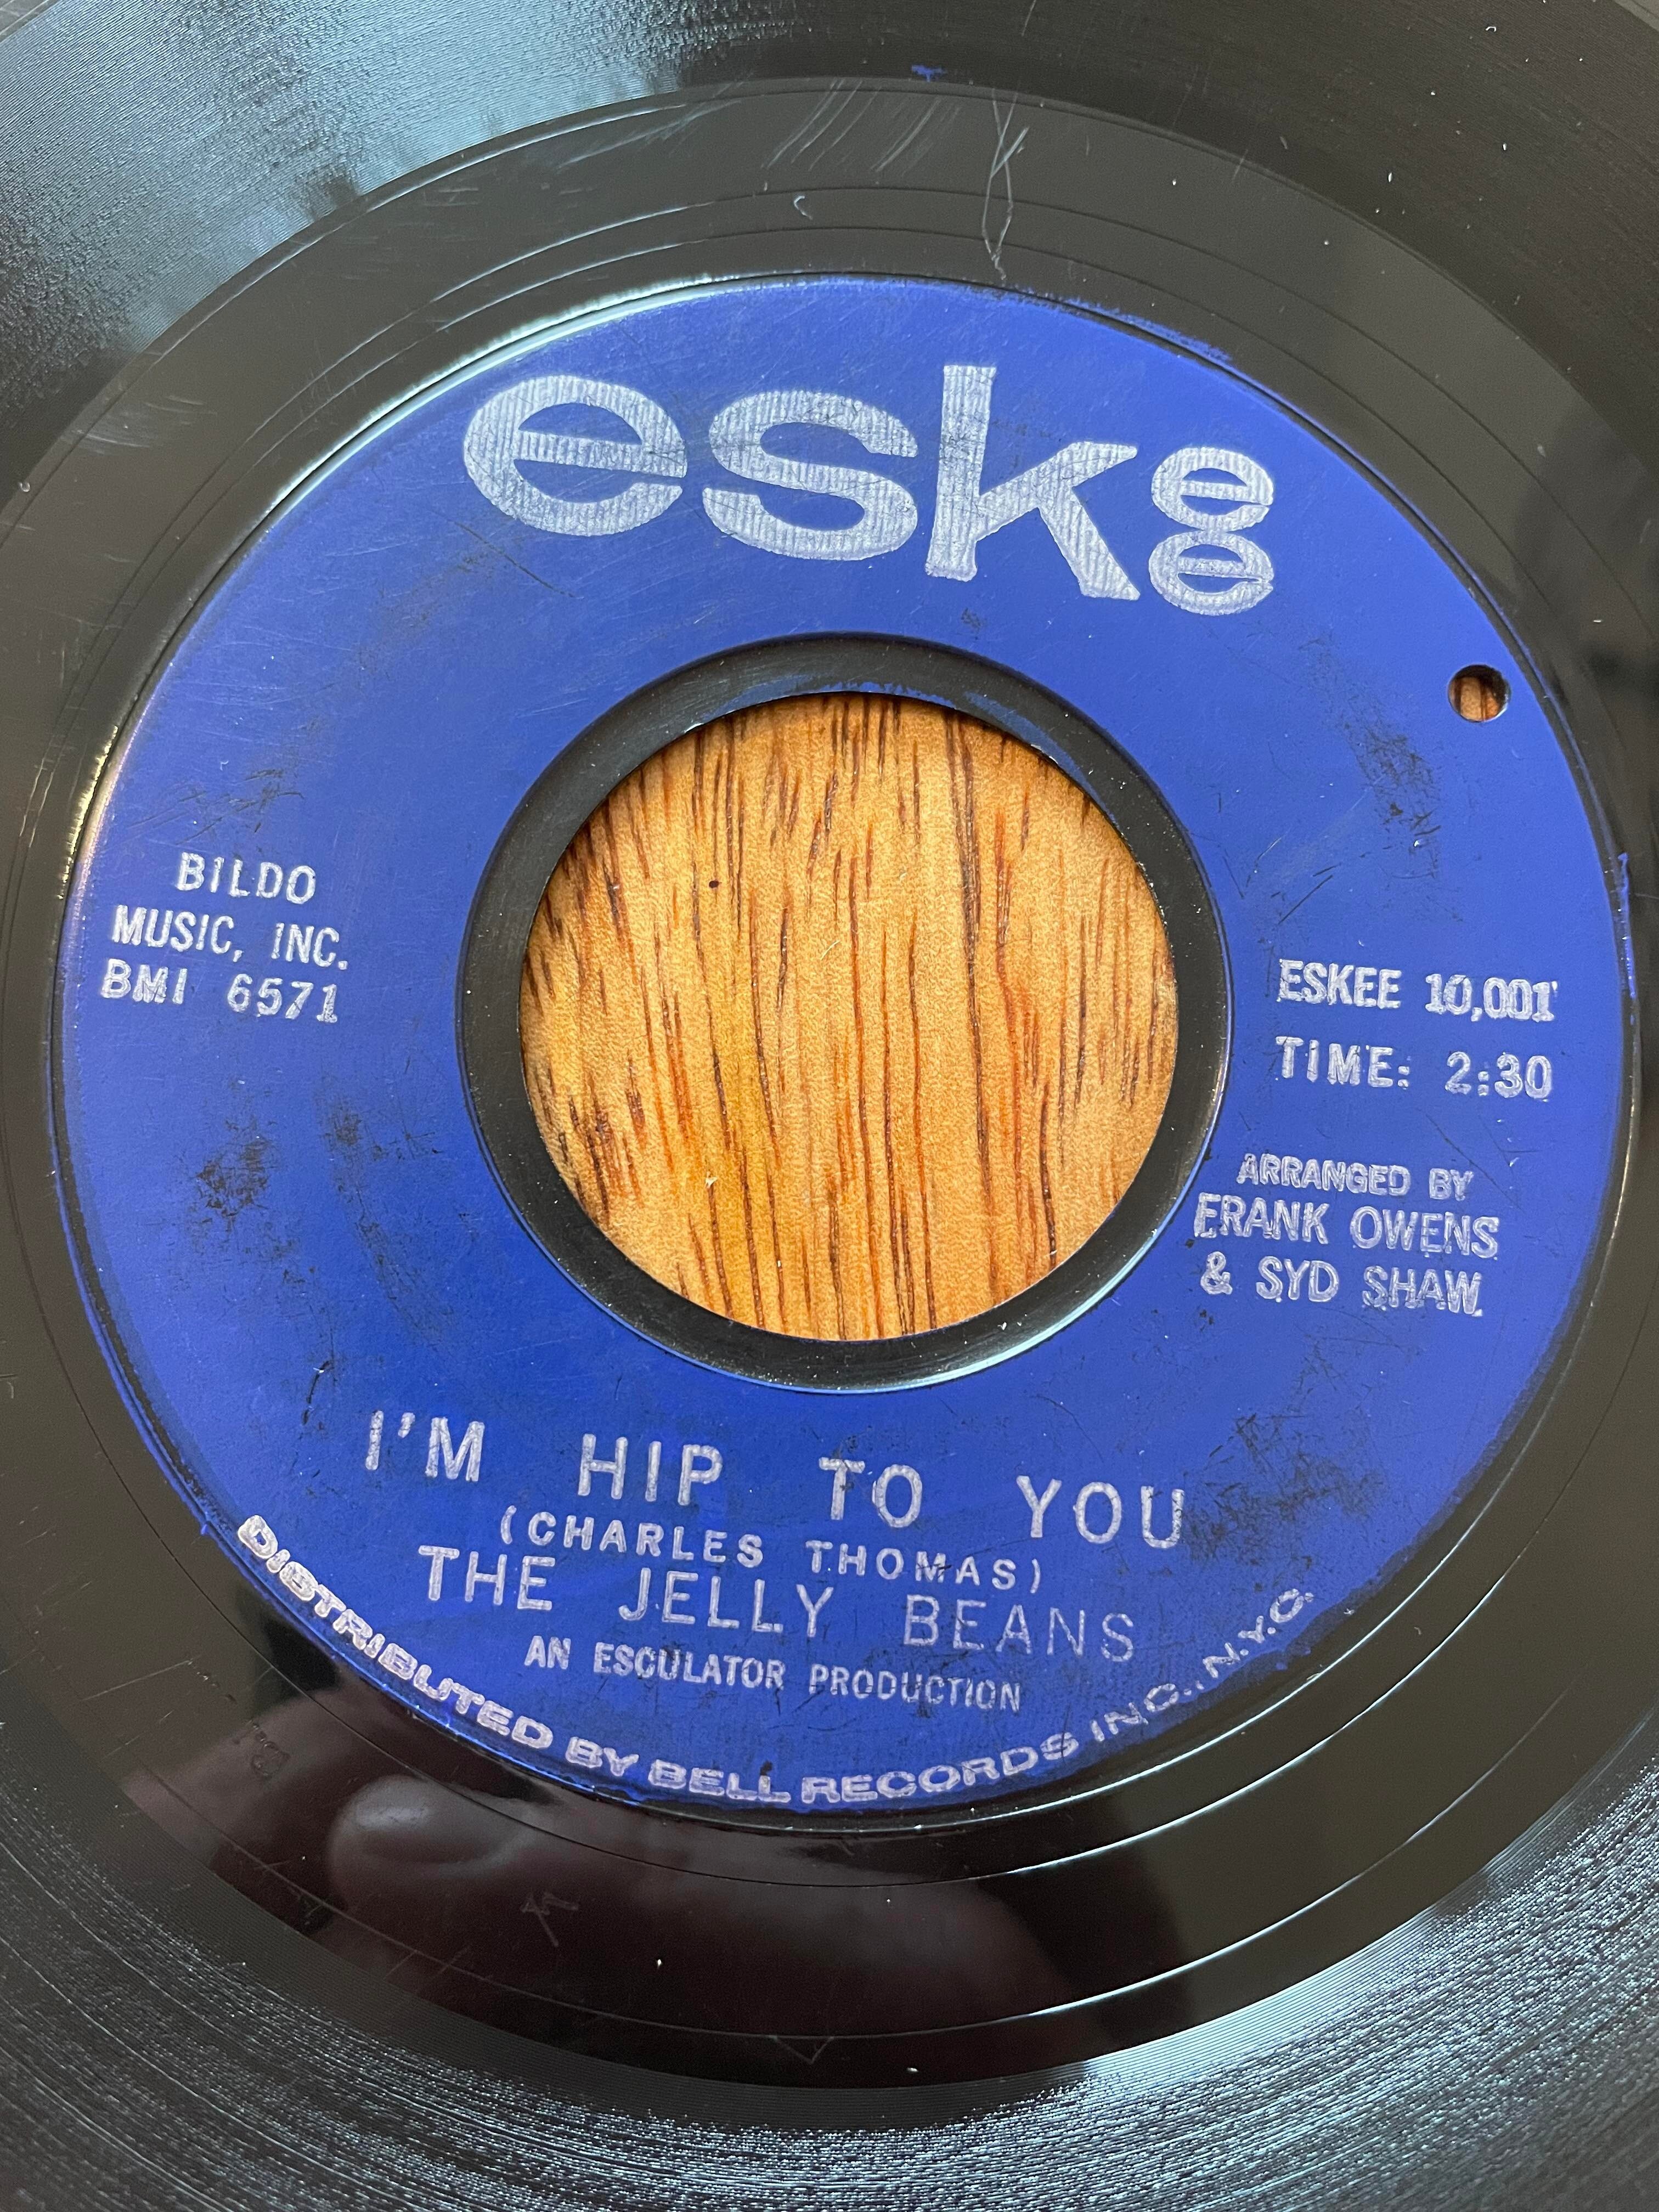 eskee
BILDO
MUSIC, INC.
BMI 6571
ESKEE 10,001
TIME: 2:30
ARRANGED BY
FRANK OWENS
& SYD SHAW
I'M HIP TO YOU
(CHARLES THOMAS)
THE JELLY BEANS
AN ESCULATOR PRODUCTION
DISTRIBUTED BY BELL RECORDS INC., N.Y.C.